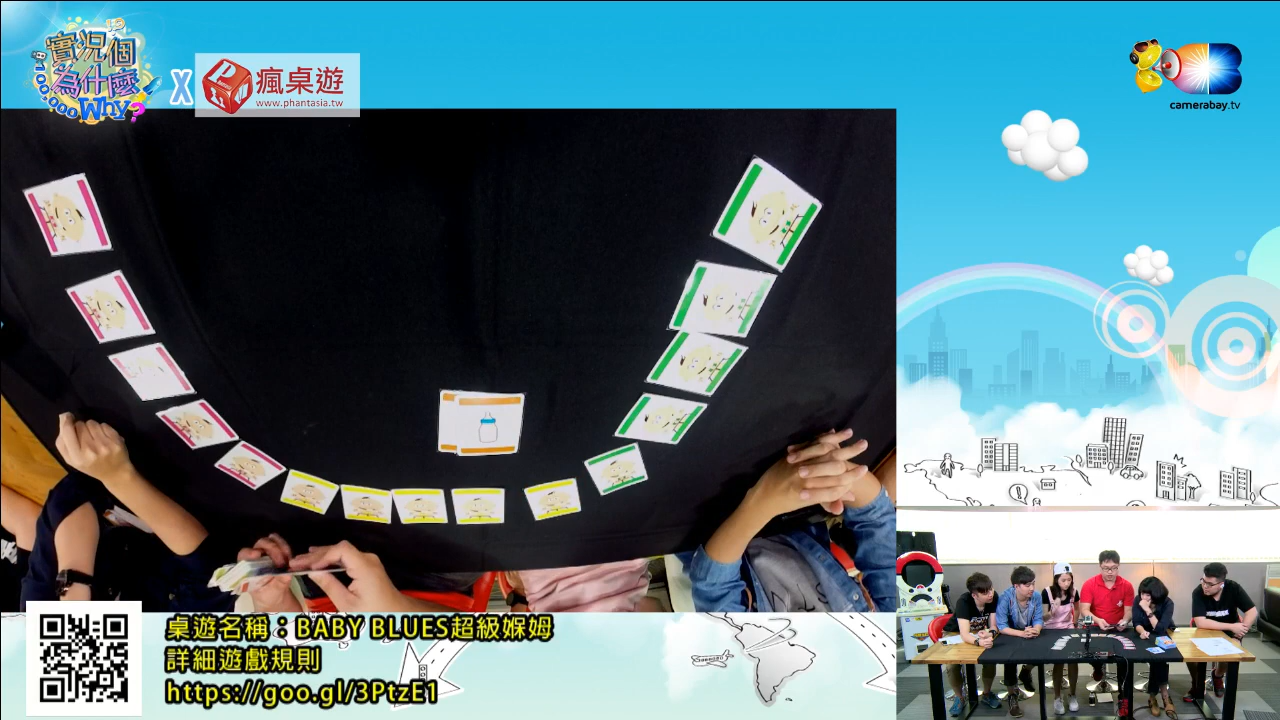 實況個
為什麼
100,000 Why?
X
瘋桌遊
www.phantasia.tw
camerabay.tv
桌遊名稱：BABY BLUES超級媬姆
詳細遊戲規則
https://goo.gl/3PtzE1